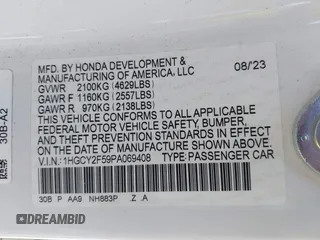 MFD BY HONDA DEVELOPMENT &
MANUFACTURING OF AMERICA, LLC
GVWR 2100KG (4629LBS) 08/23
GAWR F 1160KG (2557LBS)
GAWR R 970KG (2138LBS)
THIS VEHICLE CONFORMS TO ALL APPLICABLE
FEDERAL MOTOR VEHICLE SAFETY, BUMPER,
AND THEFT PREVENTION STANDARDS IN
EFFECT ON THE DATE OF MANUFACTURE
SHOWN ABOVE.
V.I.N.: 1HGCY2F59PA069408 TYPE: PASSENGER CAR
30B P AA9 NH883P .Z .A
30B-A2
DREAMBID